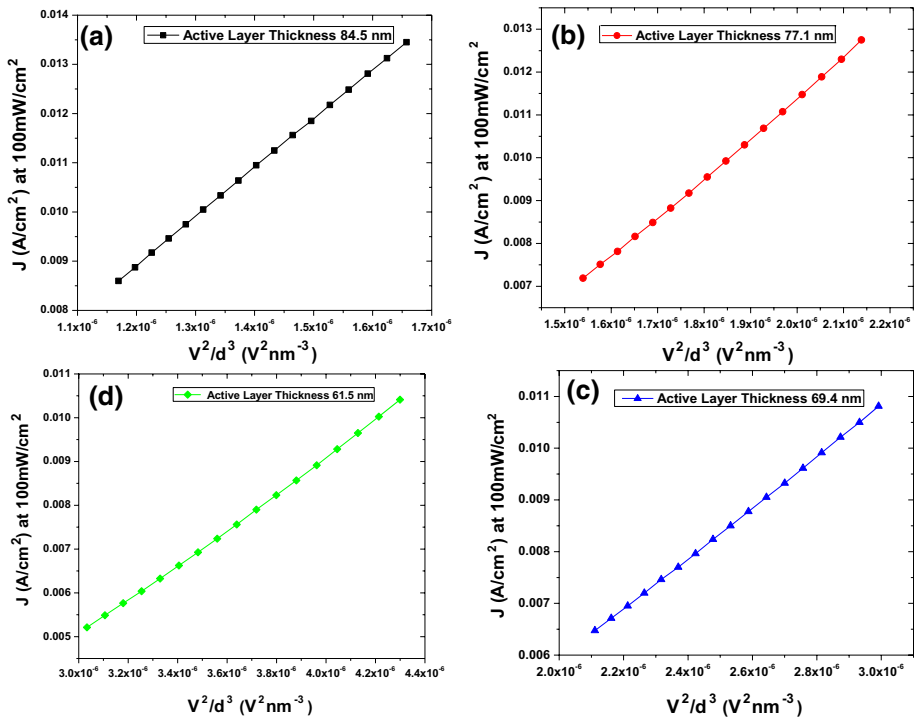 (a)
Active Layer Thickness 84.5 nm
J (A/cm²) at 100mW/cm²
0.014
0.013
0.012
0.011
0.010
0.009
0.008
1.1x10⁻⁶ 1.2x10⁻⁶ 1.3x10⁻⁶ 1.4x10⁻⁶ 1.5x10⁻⁶ 1.6x10⁻⁶ 1.7x10⁻⁶
V²/d³ (V²nm⁻³)
(b)
Active Layer Thickness 77.1 nm
J (A/cm²) at 100mW/cm²
0.013
0.012
0.011
0.010
0.009
0.008
0.007
1.5x10⁻⁶ 1.6x10⁻⁶ 1.7x10⁻⁶ 1.8x10⁻⁶ 1.9x10⁻⁶ 2.0x10⁻⁶ 2.1x10⁻⁶ 2.2x10⁻⁶
V²/d³ (V²nm⁻³)
(d)
Active Layer Thickness 61.5 nm
J (A/cm²) at 100mW/cm²
0.011
0.010
0.009
0.008
0.007
0.006
0.005
3.0x10⁻⁶ 3.2x10⁻⁶ 3.4x10⁻⁶ 3.6x10⁻⁶ 3.8x10⁻⁶ 4.0x10⁻⁶ 4.2x10⁻⁶ 4.4x10⁻⁶
V²/d³ (V²nm⁻³)
(c)
Active Layer Thickness 69.4 nm
J (A/cm²) at 100mW/cm²
0.011
0.010
0.009
0.008
0.007
0.006
2.0x10⁻⁶ 2.2x10⁻⁶ 2.4x10⁻⁶ 2.6x10⁻⁶ 2.8x10⁻⁶ 3.0x10⁻⁶
V²/d³ (V²nm⁻³)